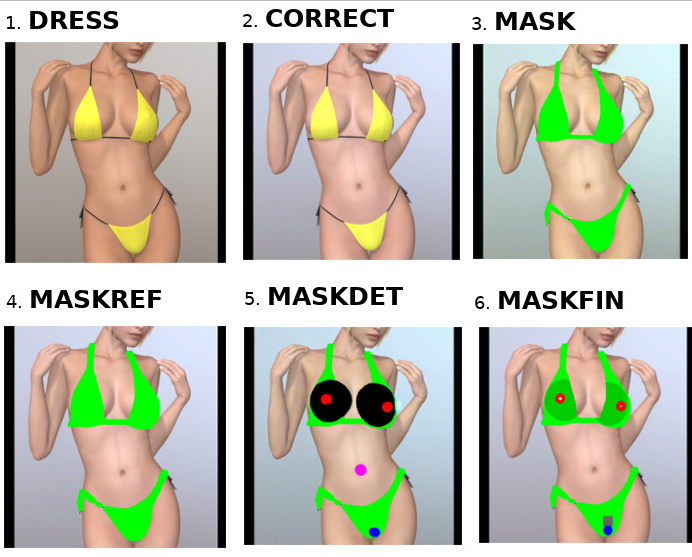 1. DRESS
2. CORRECT
3. MASK
4. MASKREF
5. MASKDET
6. MASKFIN